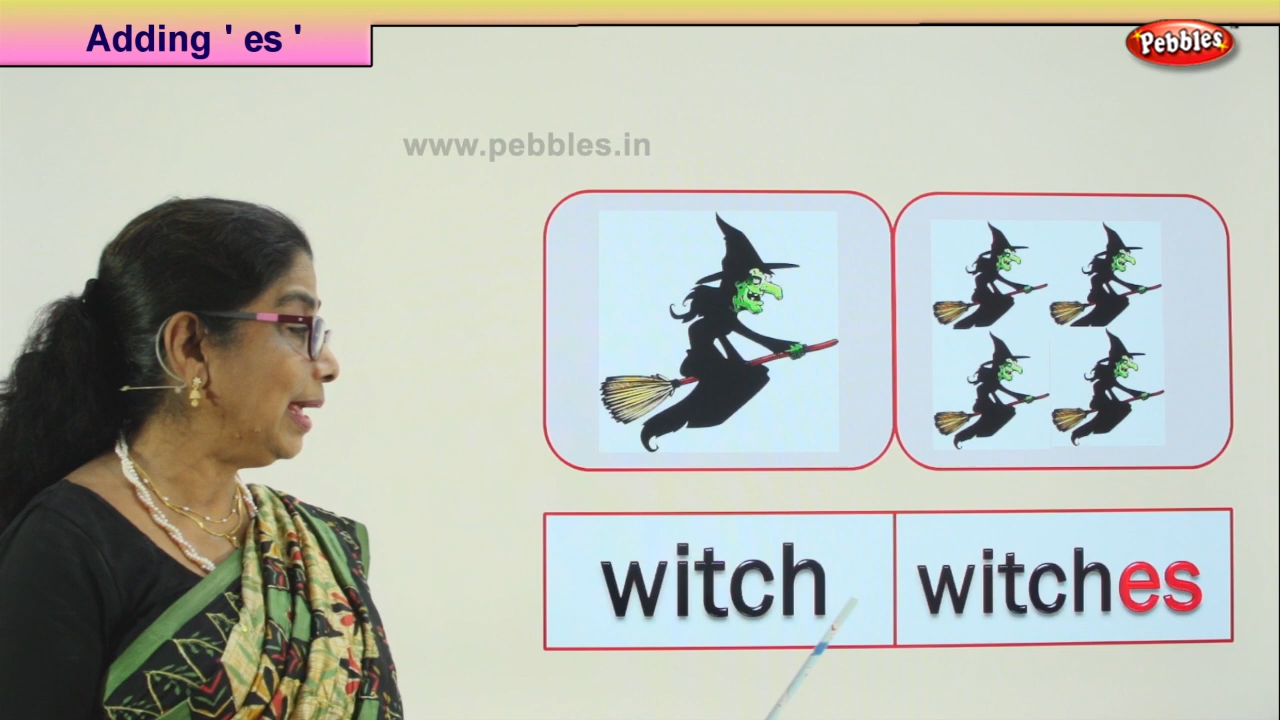 Adding ' es '
Pebbles
www.pebbles.in
witch
witches